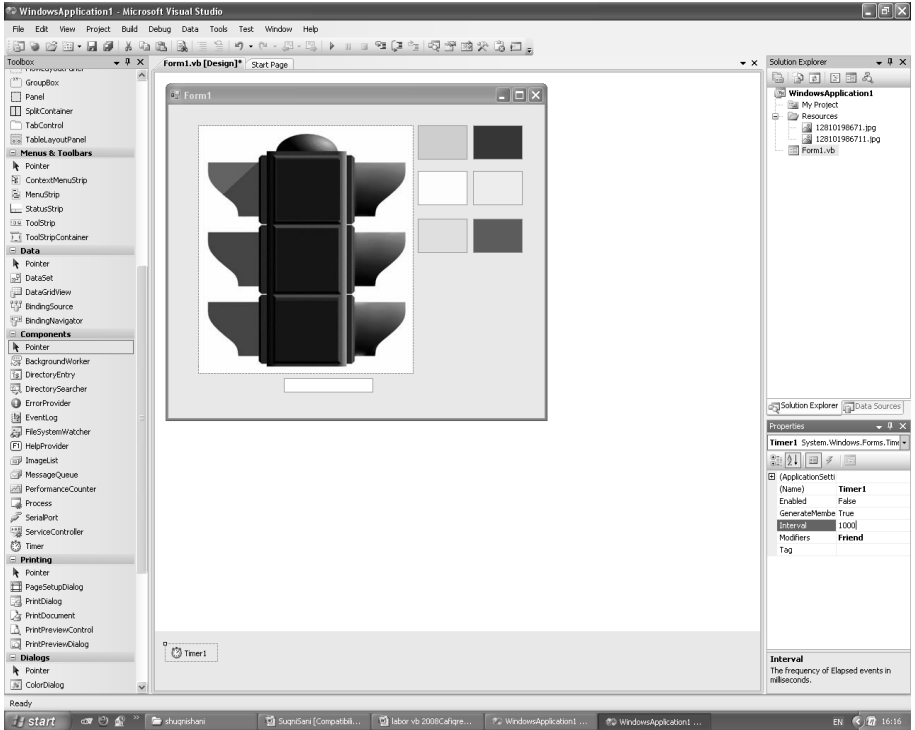 WindowsApplication1 - Microsoft Visual Studio
File Edit View Project Build Debug Data Tools Test Window Help
Toolbox
GroupBox
Panel
SplitContainer
TabControl
TableLayoutPanel
Menus & Toolbars
Pointer
ContextMenuStrip
MenuStrip
StatusStrip
ToolStrip
ToolStripContainer
Data
Pointer
DataSet
DataGridView
BindingSource
BindingNavigator
Components
Pointer
BackgroundWorker
DirectoryEntry
DirectorySearcher
ErrorProvider
EventLog
FileSystemWatcher
HelpProvider
ImageList
MessageQueue
PerformanceCounter
Process
SerialPort
ServiceController
Timer
Printing
Pointer
PageSetupDialog
PrintDialog
PrintDocument
PrintPreviewControl
PrintPreviewDialog
Dialogs
Pointer
ColorDialog
Form1.vb [Design]* Start Page
Form1
Timer1
Solution Explorer
WindowsApplication1
My Project
Resources
12810198671.jpg
128101986711.jpg
Form1.vb
Solution Explorer Data Sources
Properties
Timer1 System.Windows.Forms.Time
(ApplicationSetti
(Name) Timer1
Enabled False
GenerateMembe True
Interval 1000
Modifiers Friend
Tag
Interval
The frequency of Elapsed events in
milliseconds.
Ready
start shuqnishani SuqniSani [Compatibili... labor vb 2008Cafiqre... WindowsApplication1 ... WindowsApplication1 ... EN 16:16